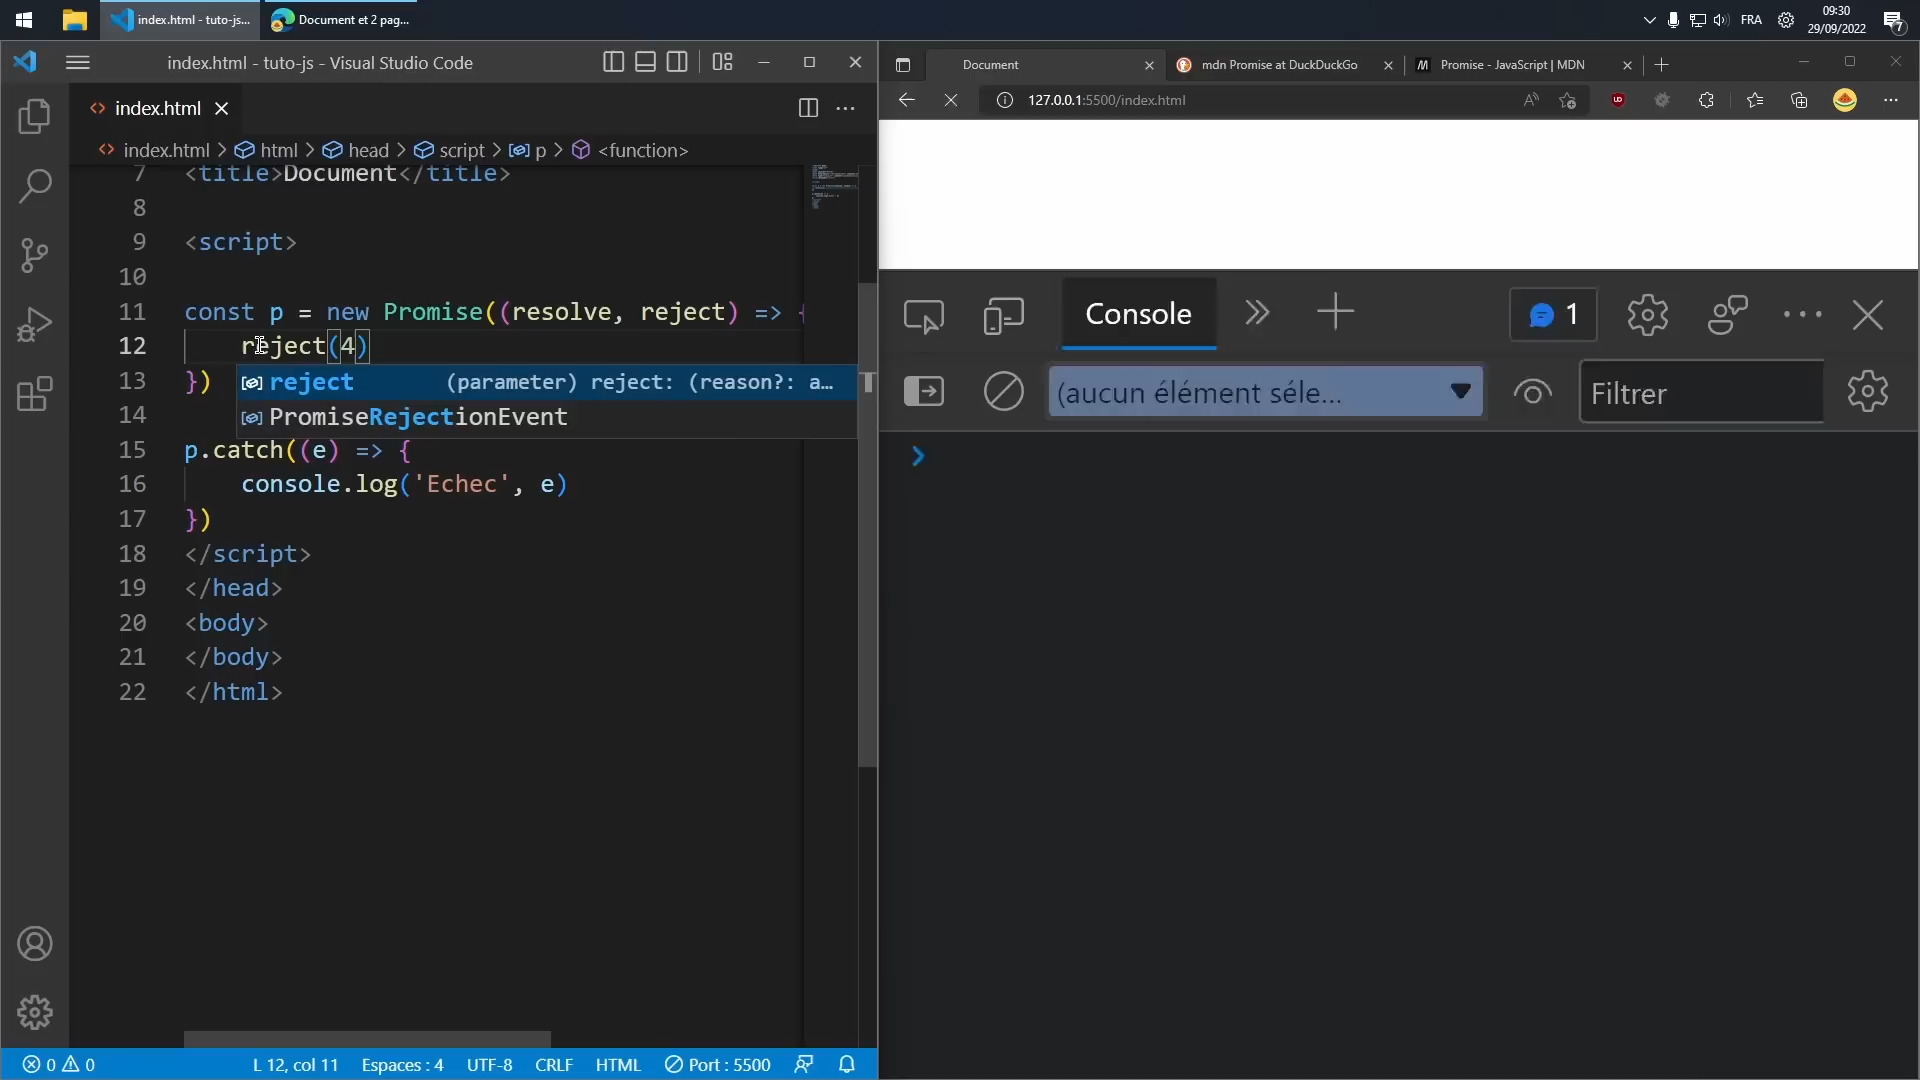 index.html - tuto-js...
Document et 2 pag...
FRA
09:30
29/09/2022
7
index.html - tuto-js - Visual Studio Code
index.html
index.html > html > head > script > p > <function>
7 <title>Document</title>
8
9 <script>
10
11 const p = new Promise((resolve, reject) => {
12 reject(4)
reject (parameter) reject: (reason?: a…
PromiseRejectionEvent
13 })
14
15 p.catch((e) => {
16 console.log('Echec', e)
17 })
18 </script>
19 </head>
20 <body>
21 </body>
22 </html>
0 0
L 12, col 11
Espaces : 4
UTF-8
CRLF
HTML
Port : 5500
Document
mdn Promise at DuckDuckGo
Promise - JavaScript | MDN
127.0.0.1:5500/index.html
Console
1
(aucun élément séle...
Filtrer